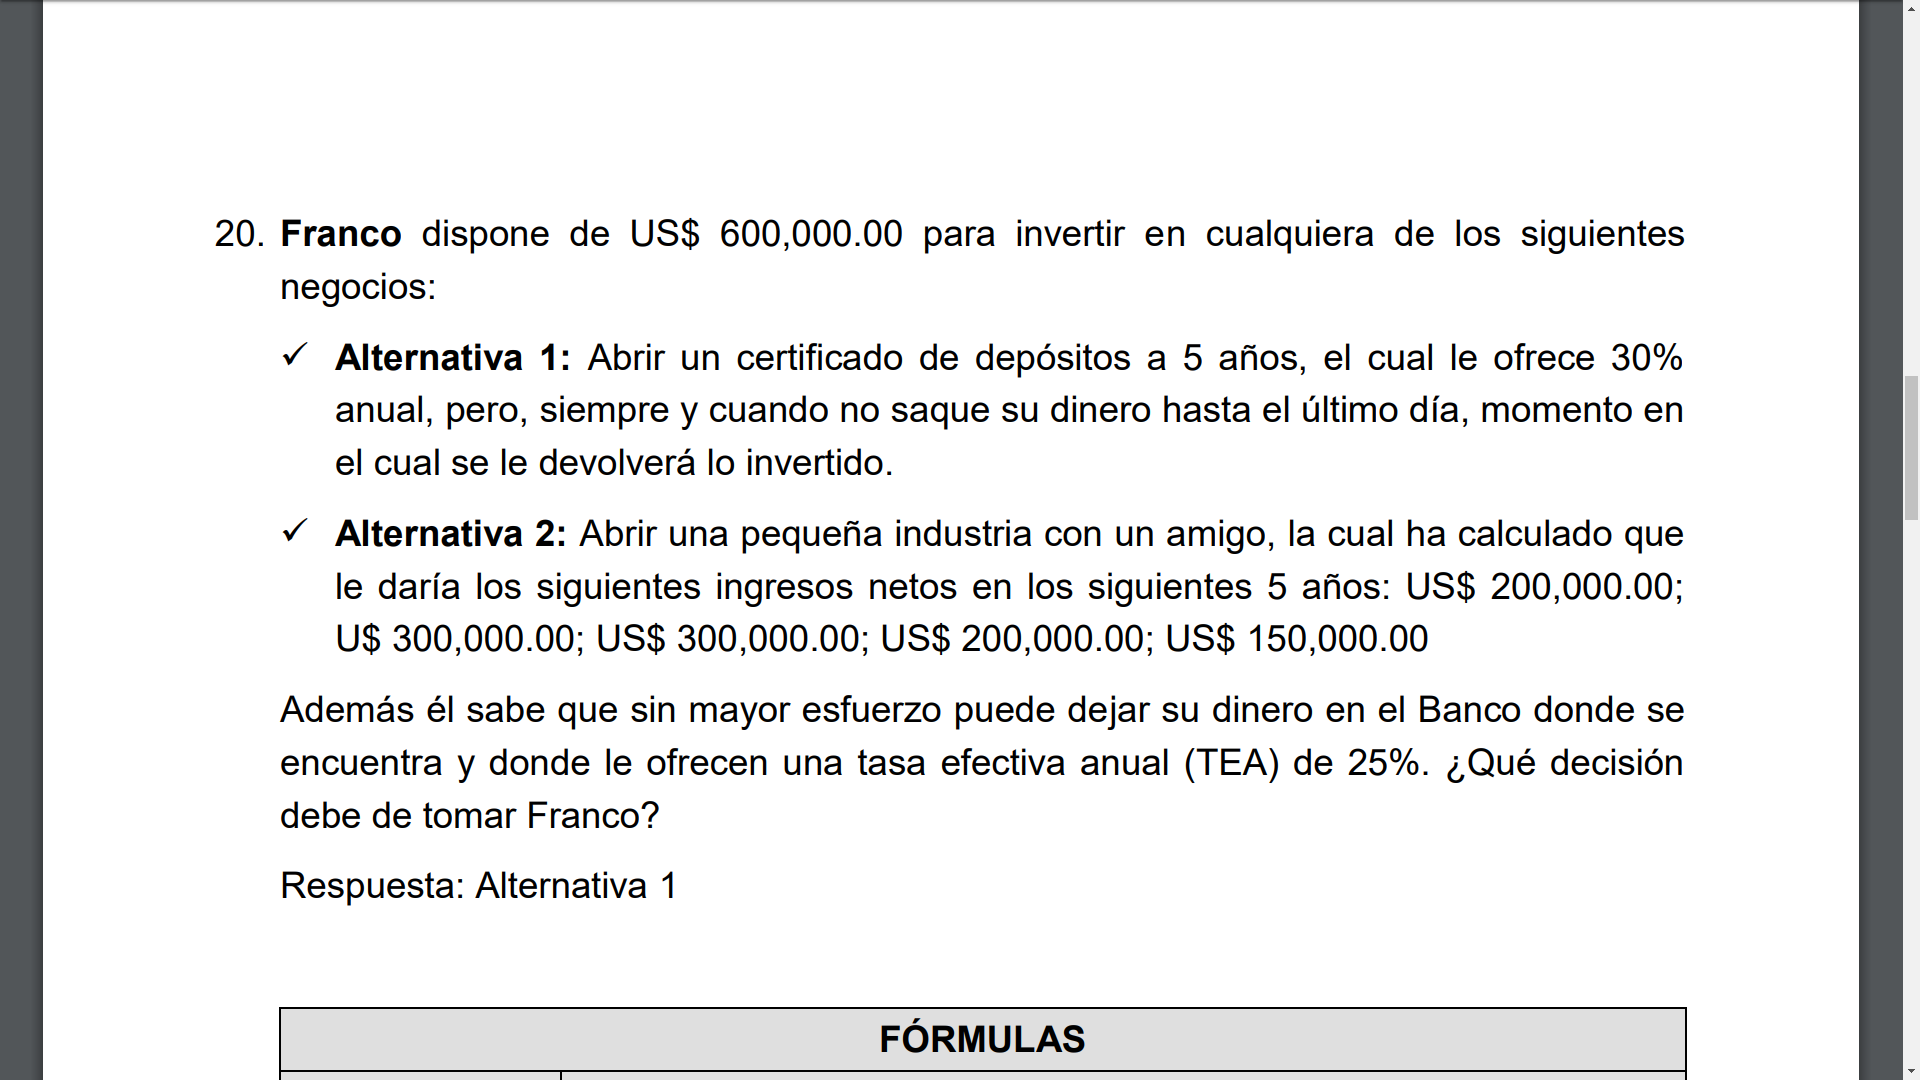 20. Franco dispone de US$ 600,000.00 para invertir en cualquiera de los siguientes
negocios:
✓ Alternativa 1: Abrir un certificado de depósitos a 5 años, el cual le ofrece 30%
anual, pero, siempre y cuando no saque su dinero hasta el último día, momento en
el cual se le devolverá lo invertido.
✓ Alternativa 2: Abrir una pequeña industria con un amigo, la cual ha calculado que
le daría los siguientes ingresos netos en los siguientes 5 años: US$ 200,000.00;
U$ 300,000.00; US$ 300,000.00; US$ 200,000.00; US$ 150,000.00
Además él sabe que sin mayor esfuerzo puede dejar su dinero en el Banco donde se
encuentra y donde le ofrecen una tasa efectiva anual (TEA) de 25%. ¿Qué decisión
debe de tomar Franco?
Respuesta: Alternativa 1
FÓRMULAS